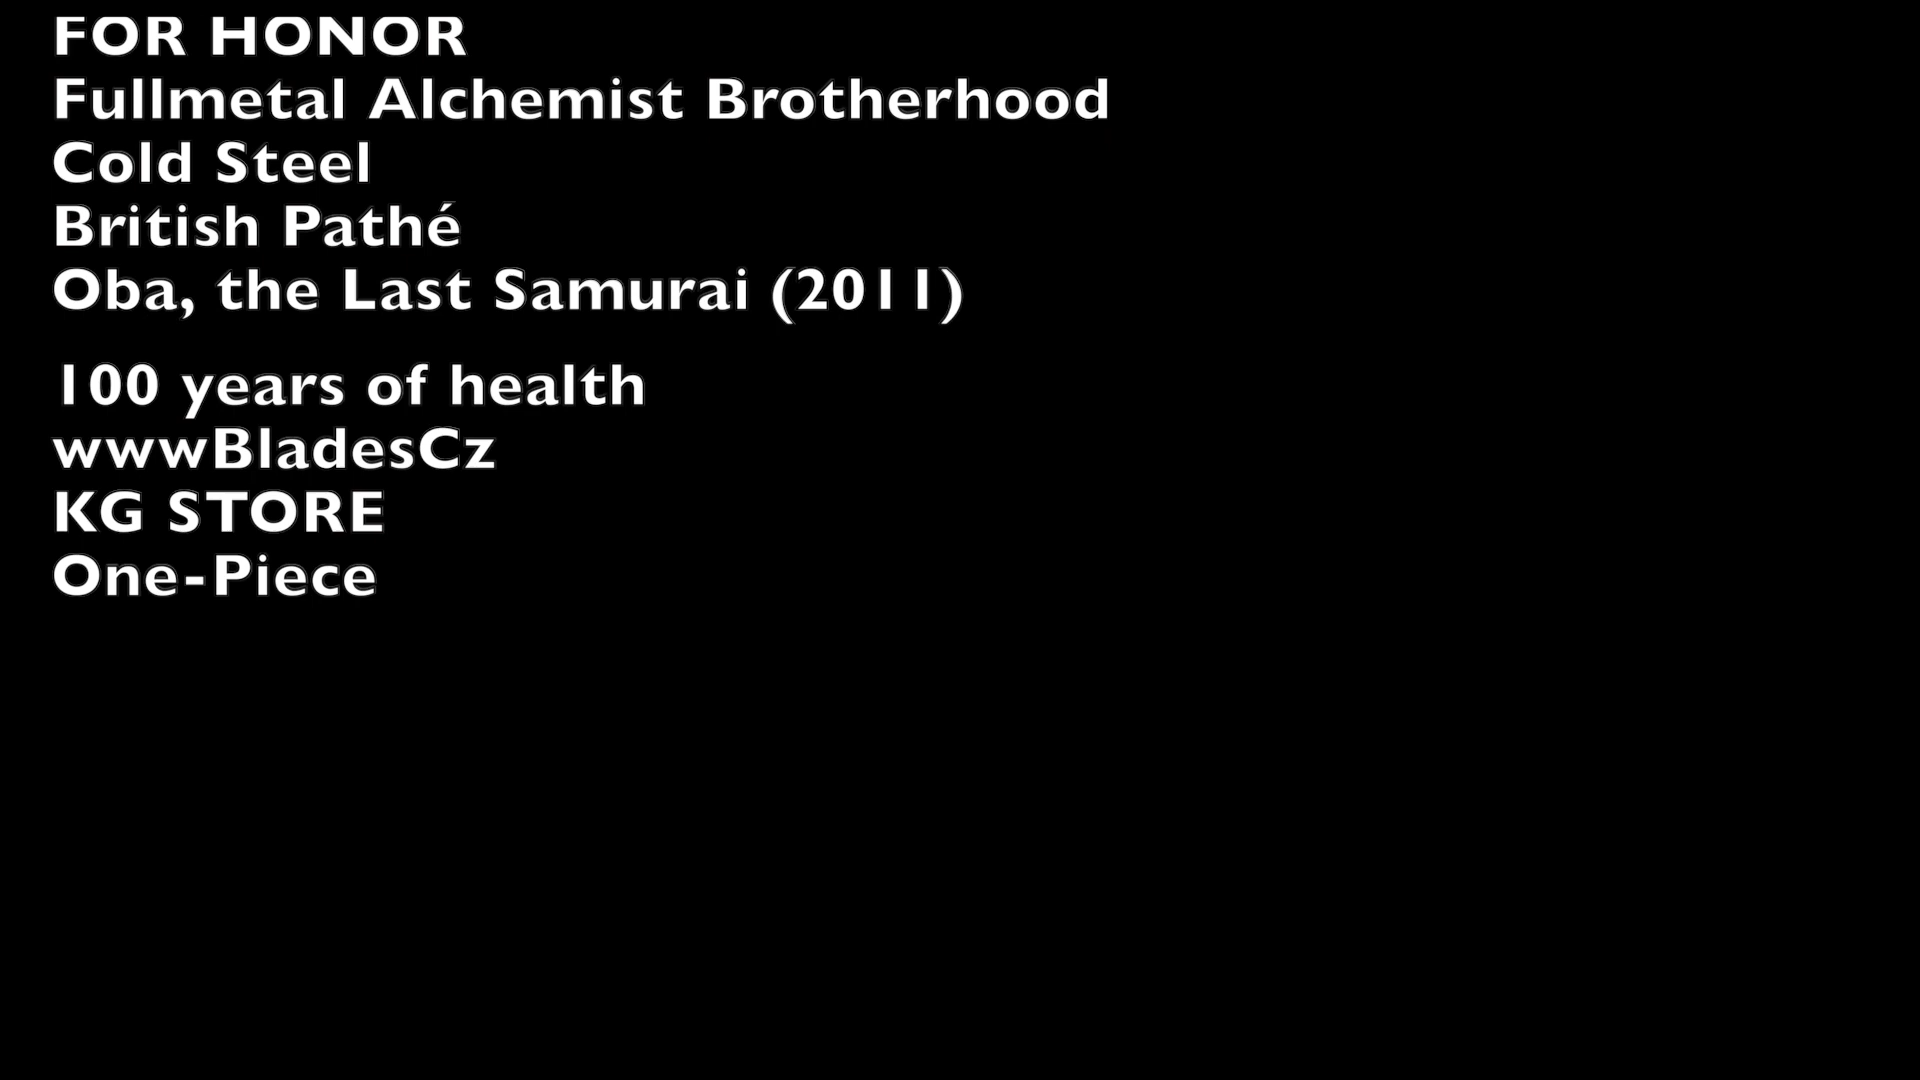 FOR HONOR
Fullmetal Alchemist Brotherhood
Cold Steel
British Pathé
Oba, the Last Samurai (2011)
100 years of health
wwwBladesCz
KG STORE
One-Piece